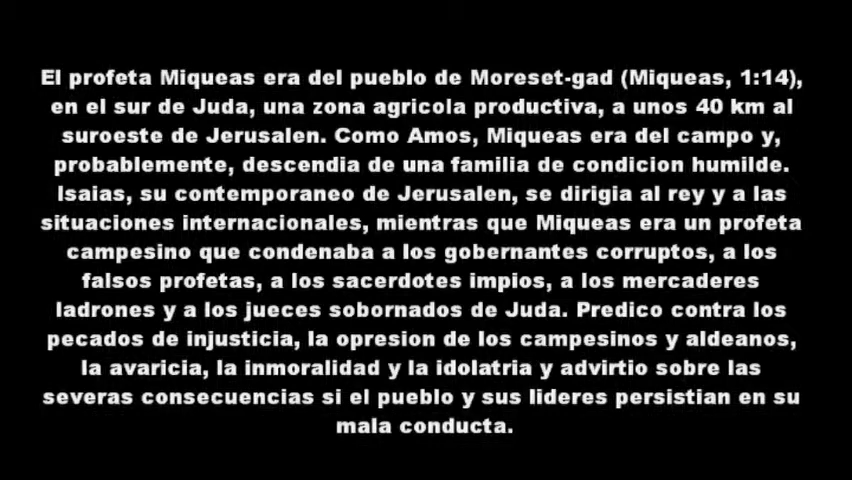 El profeta Miqueas era del pueblo de Moreset-gad (Miqueas, 1:14),
en el sur de Juda, una zona agricola productiva, a unos 40 km al
suroeste de Jerusalen. Como Amos, Miqueas era del campo y,
probablemente, descendia de una familia de condicion humilde.
Isaias, su contemporaneo de Jerusalen, se dirigia al rey y a las
situaciones internacionales, mientras que Miqueas era un profeta
campesino que condenaba a los gobernantes corruptos, a los
falsos profetas, a los sacerdotes impios, a los mercaderes
ladrones y a los jueces sobornados de Juda. Predico contra los
pecados de injusticia, la opresion de los campesinos y aldeanos,
la avaricia, la inmoralidad y la idolatria y advirtio sobre las
severas consecuencias si el pueblo y sus lideres persistian en su
mala conducta.